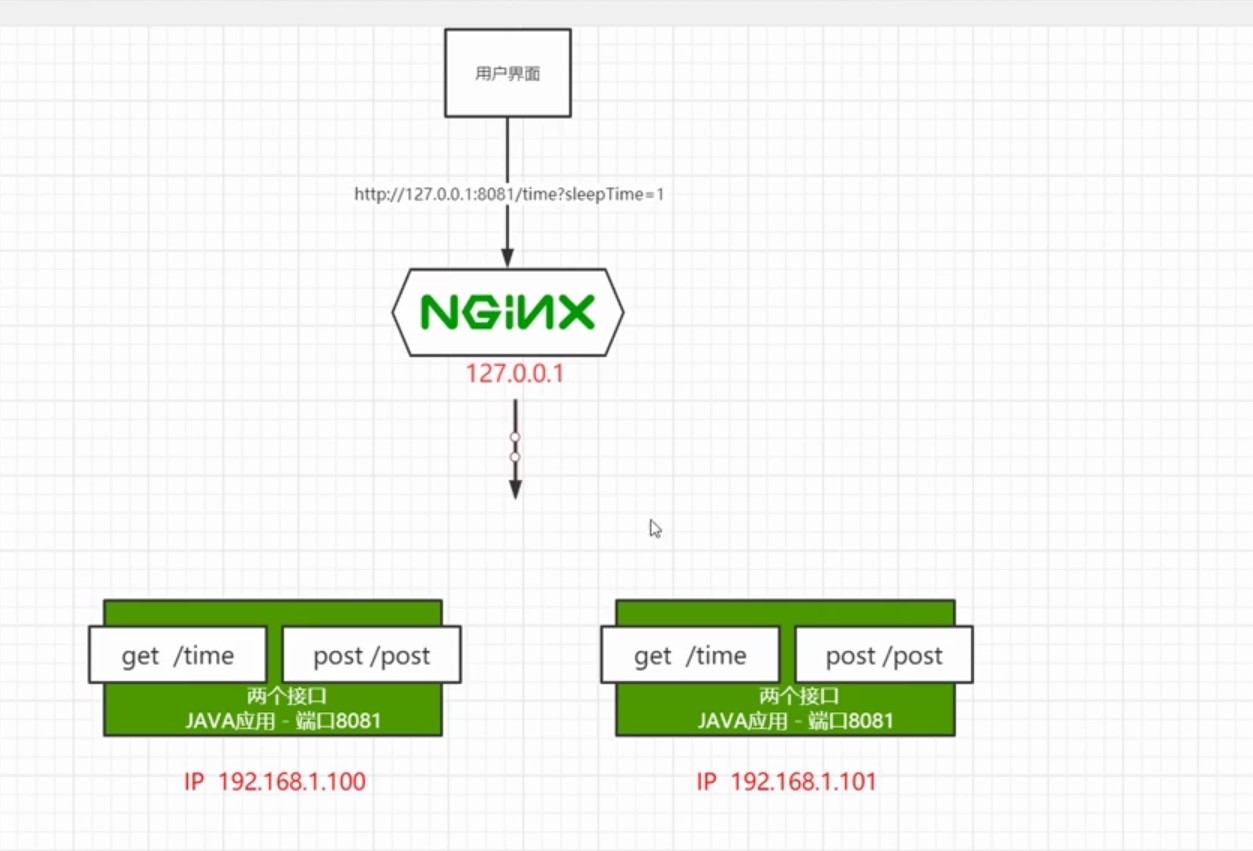 用户界面
http://127.0.0.1:8081/time?sleepTime=1
NGiNX
127.0.0.1
get /time
post /post
两个接口
JAVA应用 - 端口8081
IP 192.168.1.100
get /time
post /post
两个接口
JAVA应用 - 端口8081
IP 192.168.1.101